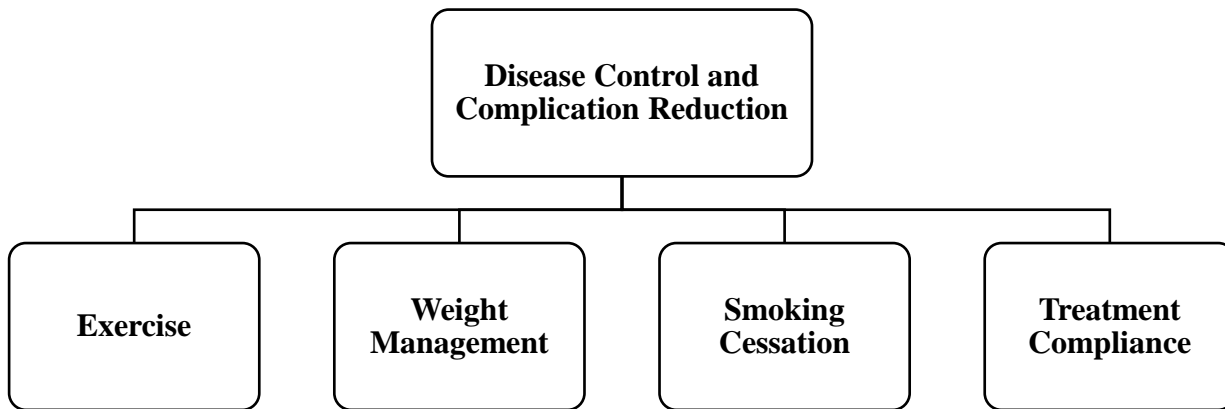 Disease Control and
Complication Reduction
Exercise
Weight
Management
Smoking
Cessation
Treatment
Compliance